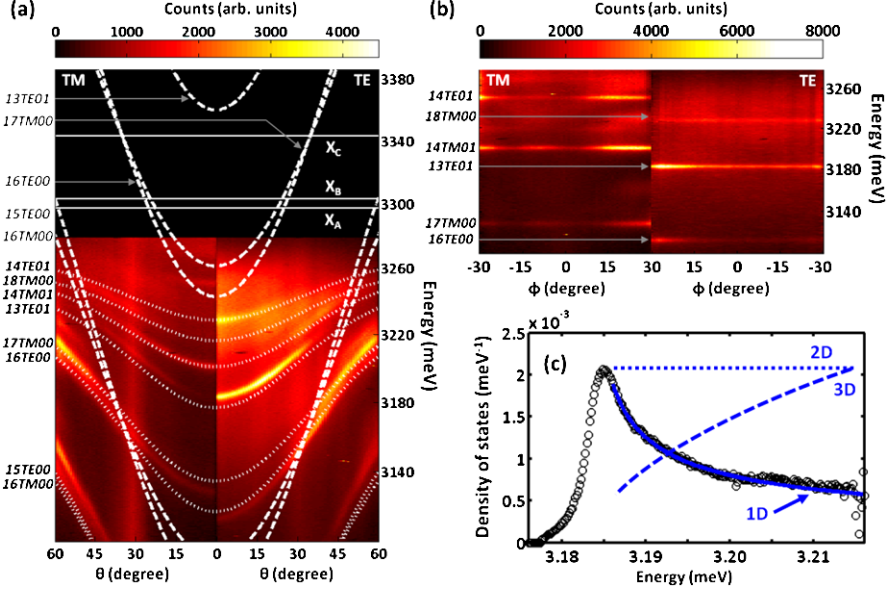 (a)
Counts (arb. units)
0 1000 2000 3000 4000
TM TE
13TE01
17TM00
16TE00
15TE00
16TM00
14TE01
18TM00
14TM01
13TE01
17TM00
16TE00
15TE00
16TM00
X_C
X_B
X_A
3380
3340
3300
3260
3220
3180
3140
Energy (meV)
60 45 30 15 0 15 30 45 60
θ (degree) θ (degree)
(b)
Counts (arb. units)
0 2000 4000 6000 8000
TM TE
14TE01
18TM00
14TM01
13TE01
17TM00
16TE00
3260
3220
3180
3140
Energy (meV)
-30 -15 0 15 30 15 0 -15 -30
ϕ (degree) ϕ (degree)
(c)
x 10⁻³
2.5
2
1.5
1
0.5
0
Density of states (meV⁻¹)
2D
3D
1D
3.18 3.19 3.20 3.21
Energy (meV)